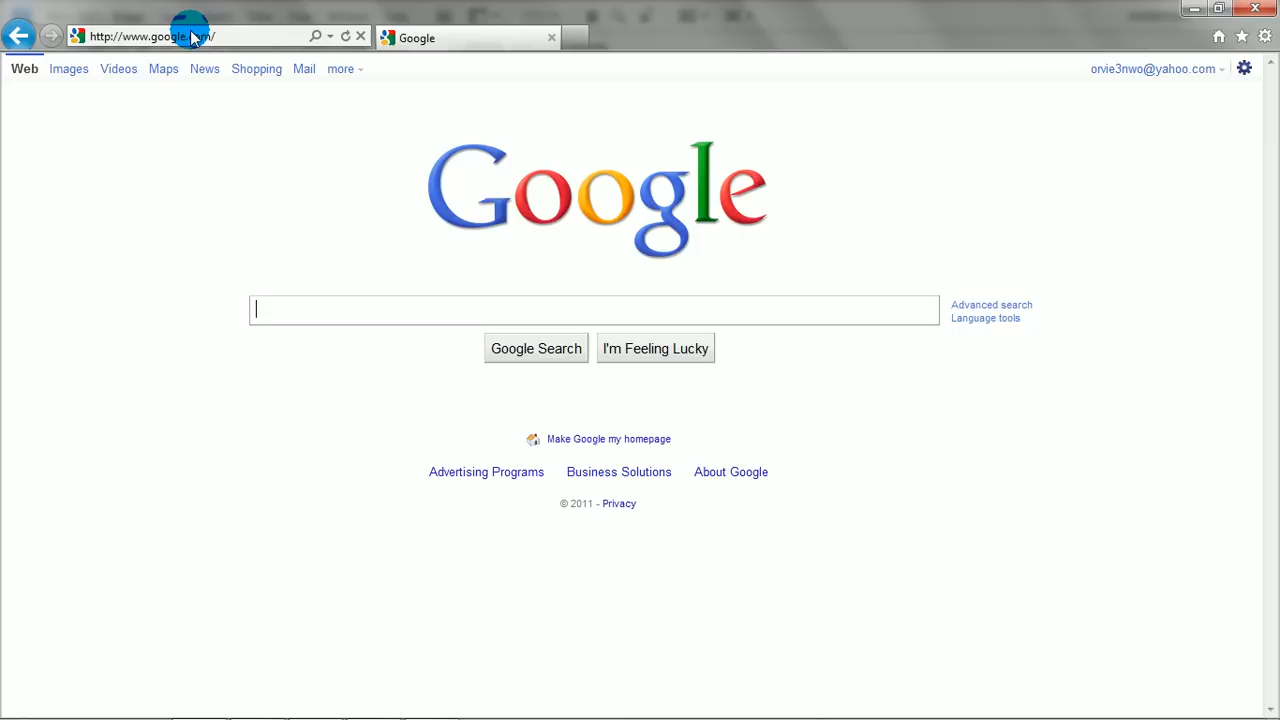 http://www.google.com/
Google
Web Images Videos Maps News Shopping Mail more
orvie3nwo@yahoo.com
Google
Advanced search
Language tools
Google Search I'm Feeling Lucky
Make Google my homepage
Advertising Programs Business Solutions About Google
© 2011 - Privacy